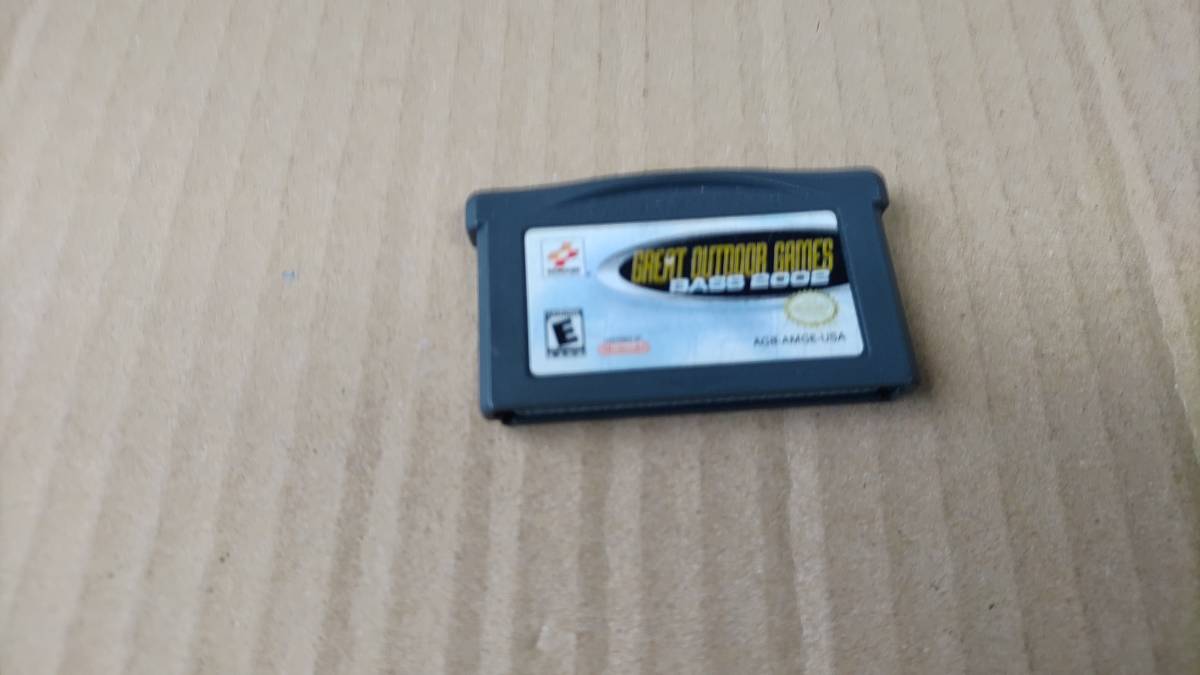 GREAT OUTDOOR GAMES
BASS 2002
E
AGB-AMGE-USA